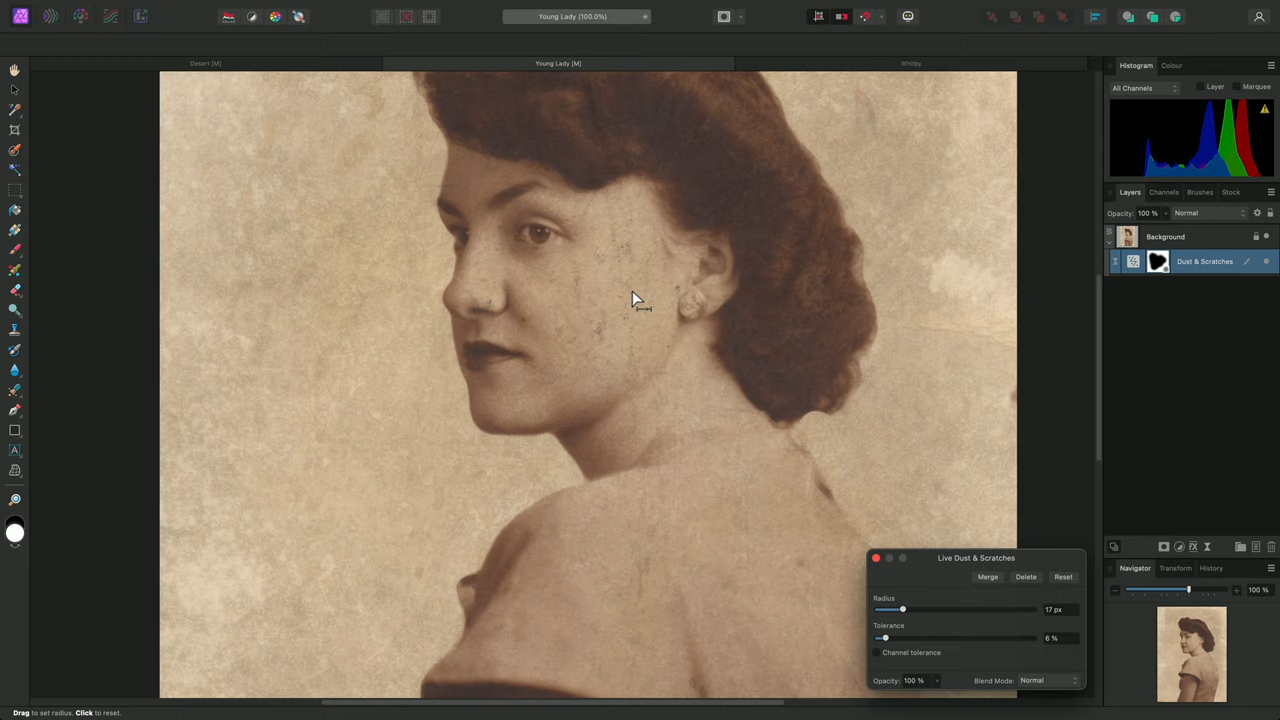 Young Lady (100.0%)
Desert [M]
Young Lady [M]
Whitby
Histogram
Colour
All Channels
Layer
Marquee
Layers
Channels
Brushes
Stock
Opacity: 100 %
Normal
Background
Dust & Scratches
Live Dust & Scratches
Merge
Delete
Reset
Radius
17 px
Tolerance
6 %
Channel tolerance
Opacity: 100 %
Blend Mode: Normal
Navigator
Transform
History
100 %
Drag to set radius. Click to reset.